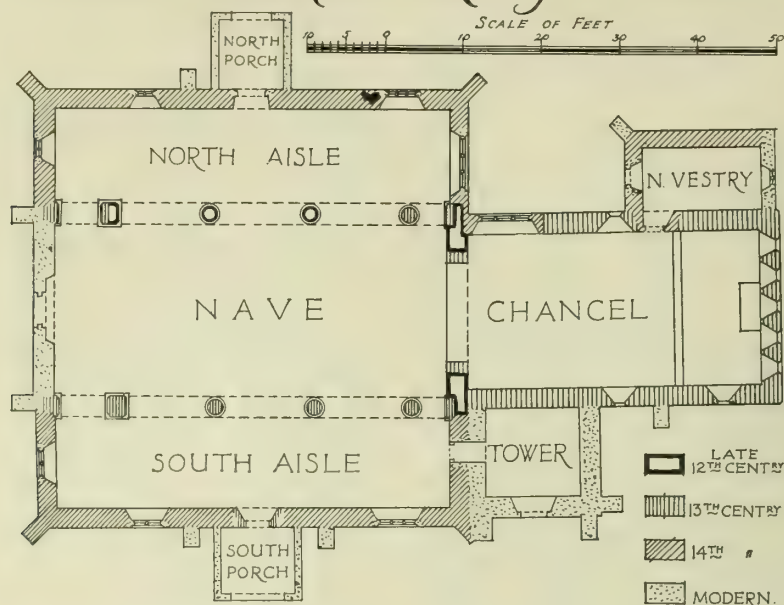 SCALE OF FEET
10 5 0 10 20 30 40 50
NORTH
PORCH
NORTH AISLE
N. VESTRY
NAVE
CHANCEL
SOUTH AISLE
TOWER
SOUTH
PORCH
LATE
12TH CENTRY
13TH CENTRY
14TH "
MODERN.